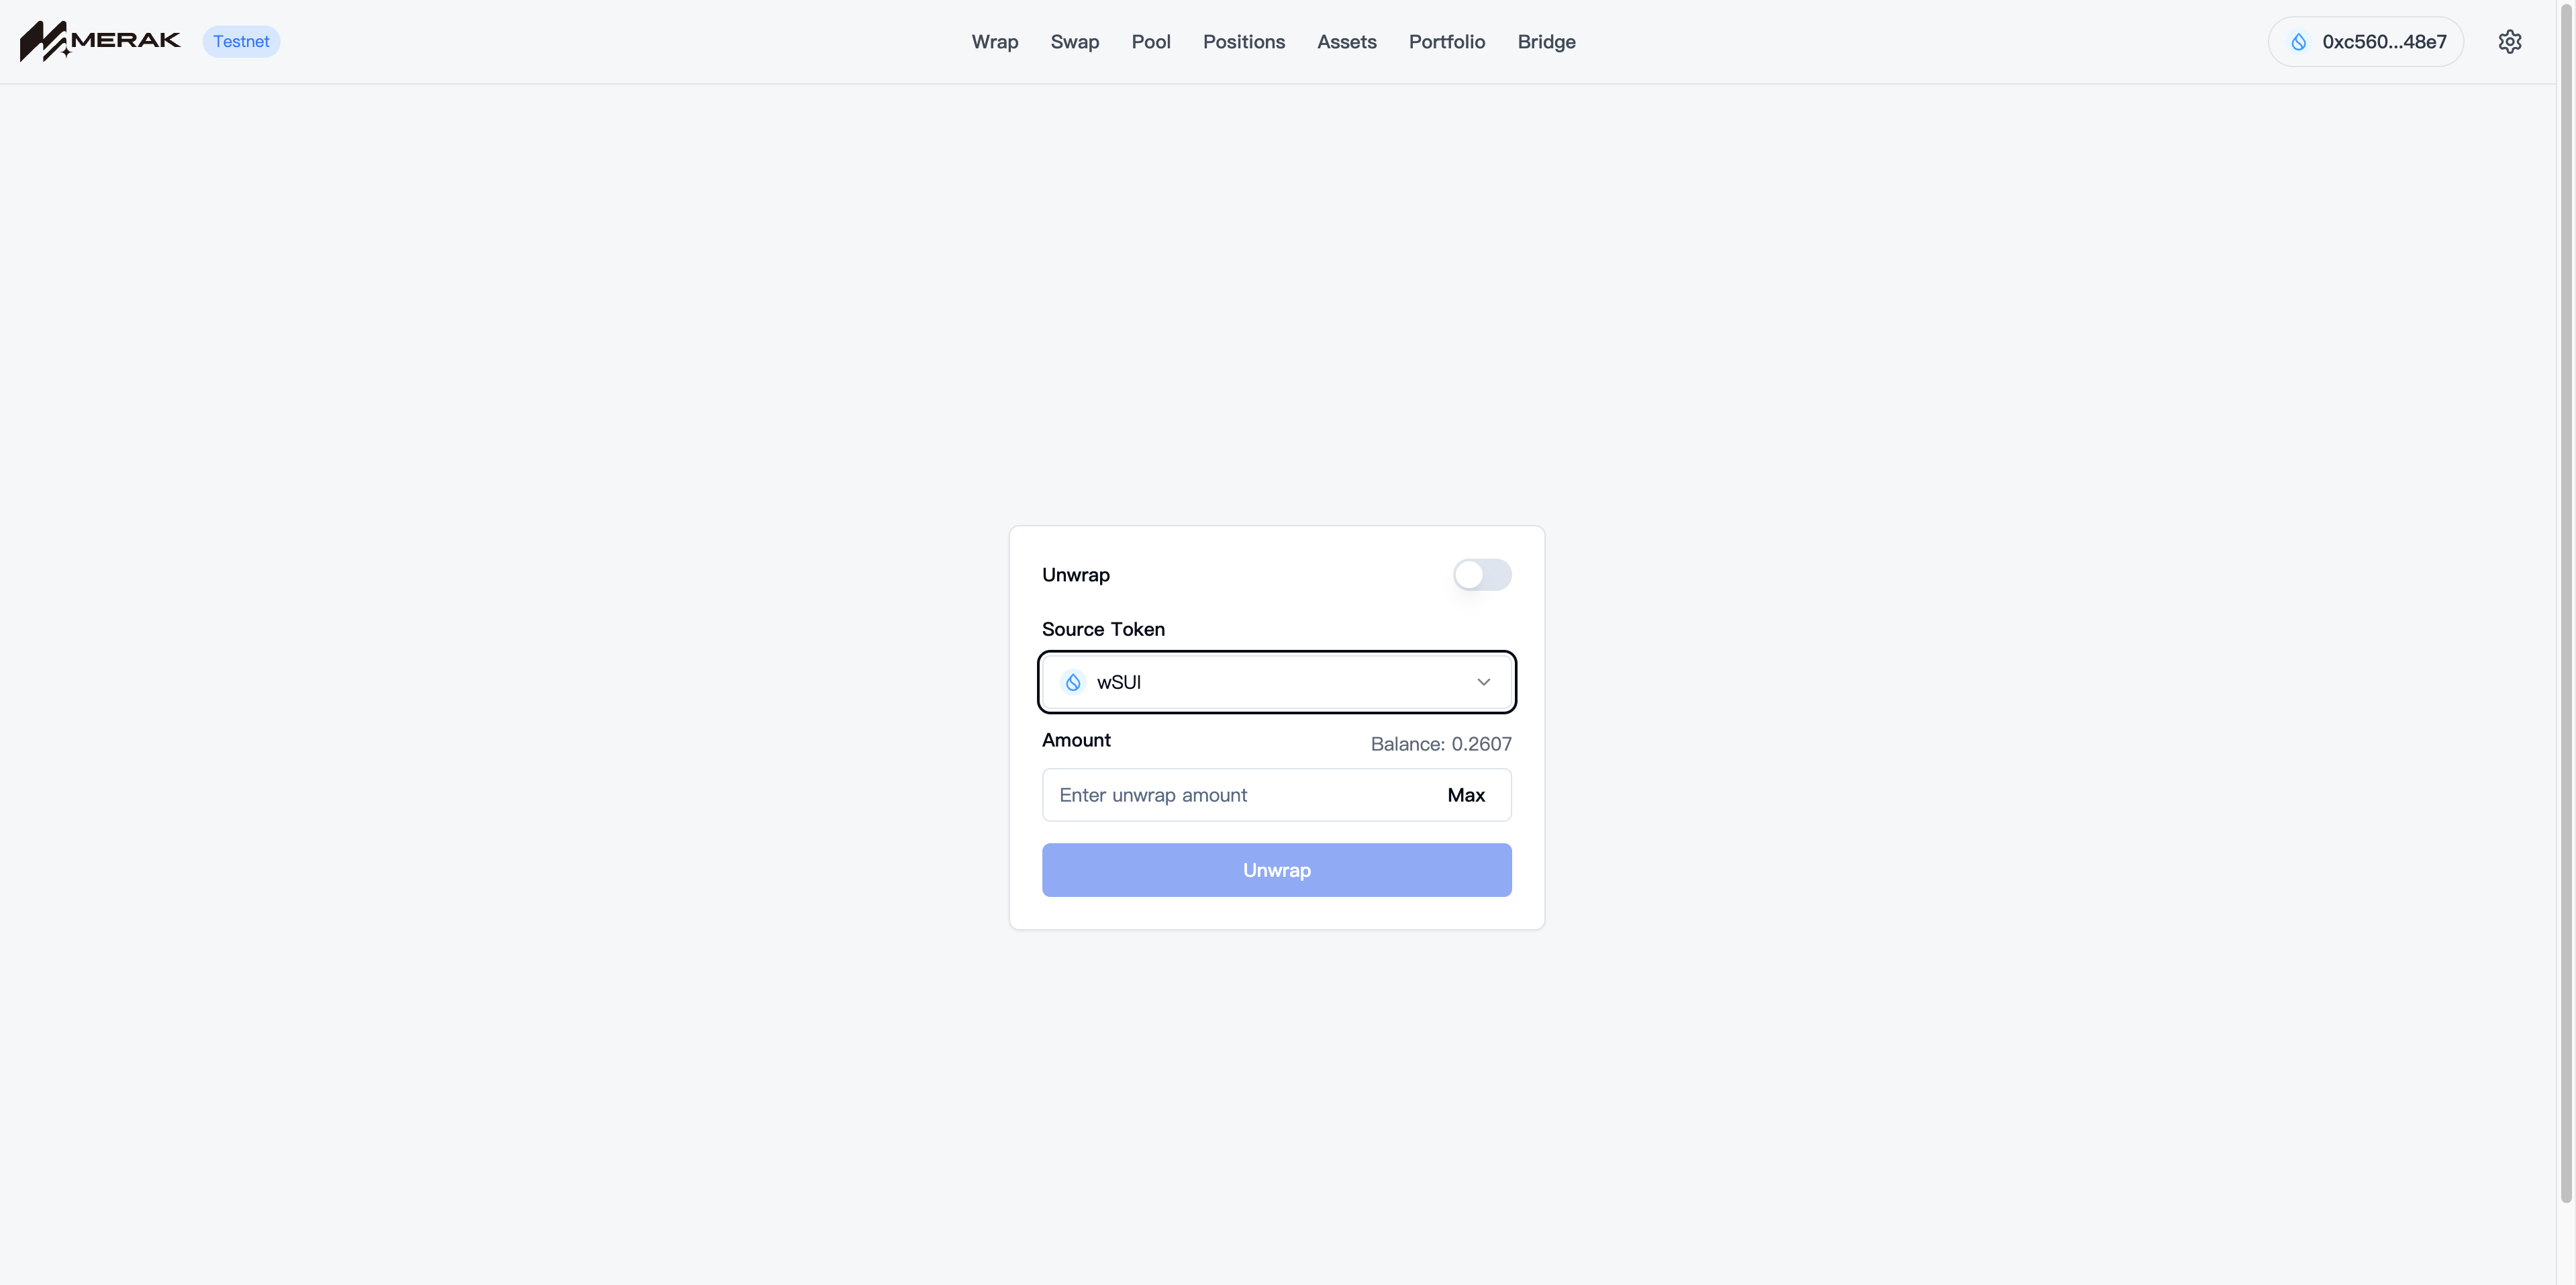 MERAK Testnet Wrap Swap Pool Positions Assets Portfolio Bridge 0xc560...48e7
Unwrap
Source Token
wSUI
Amount Balance: 0.2607
Enter unwrap amount Max
Unwrap